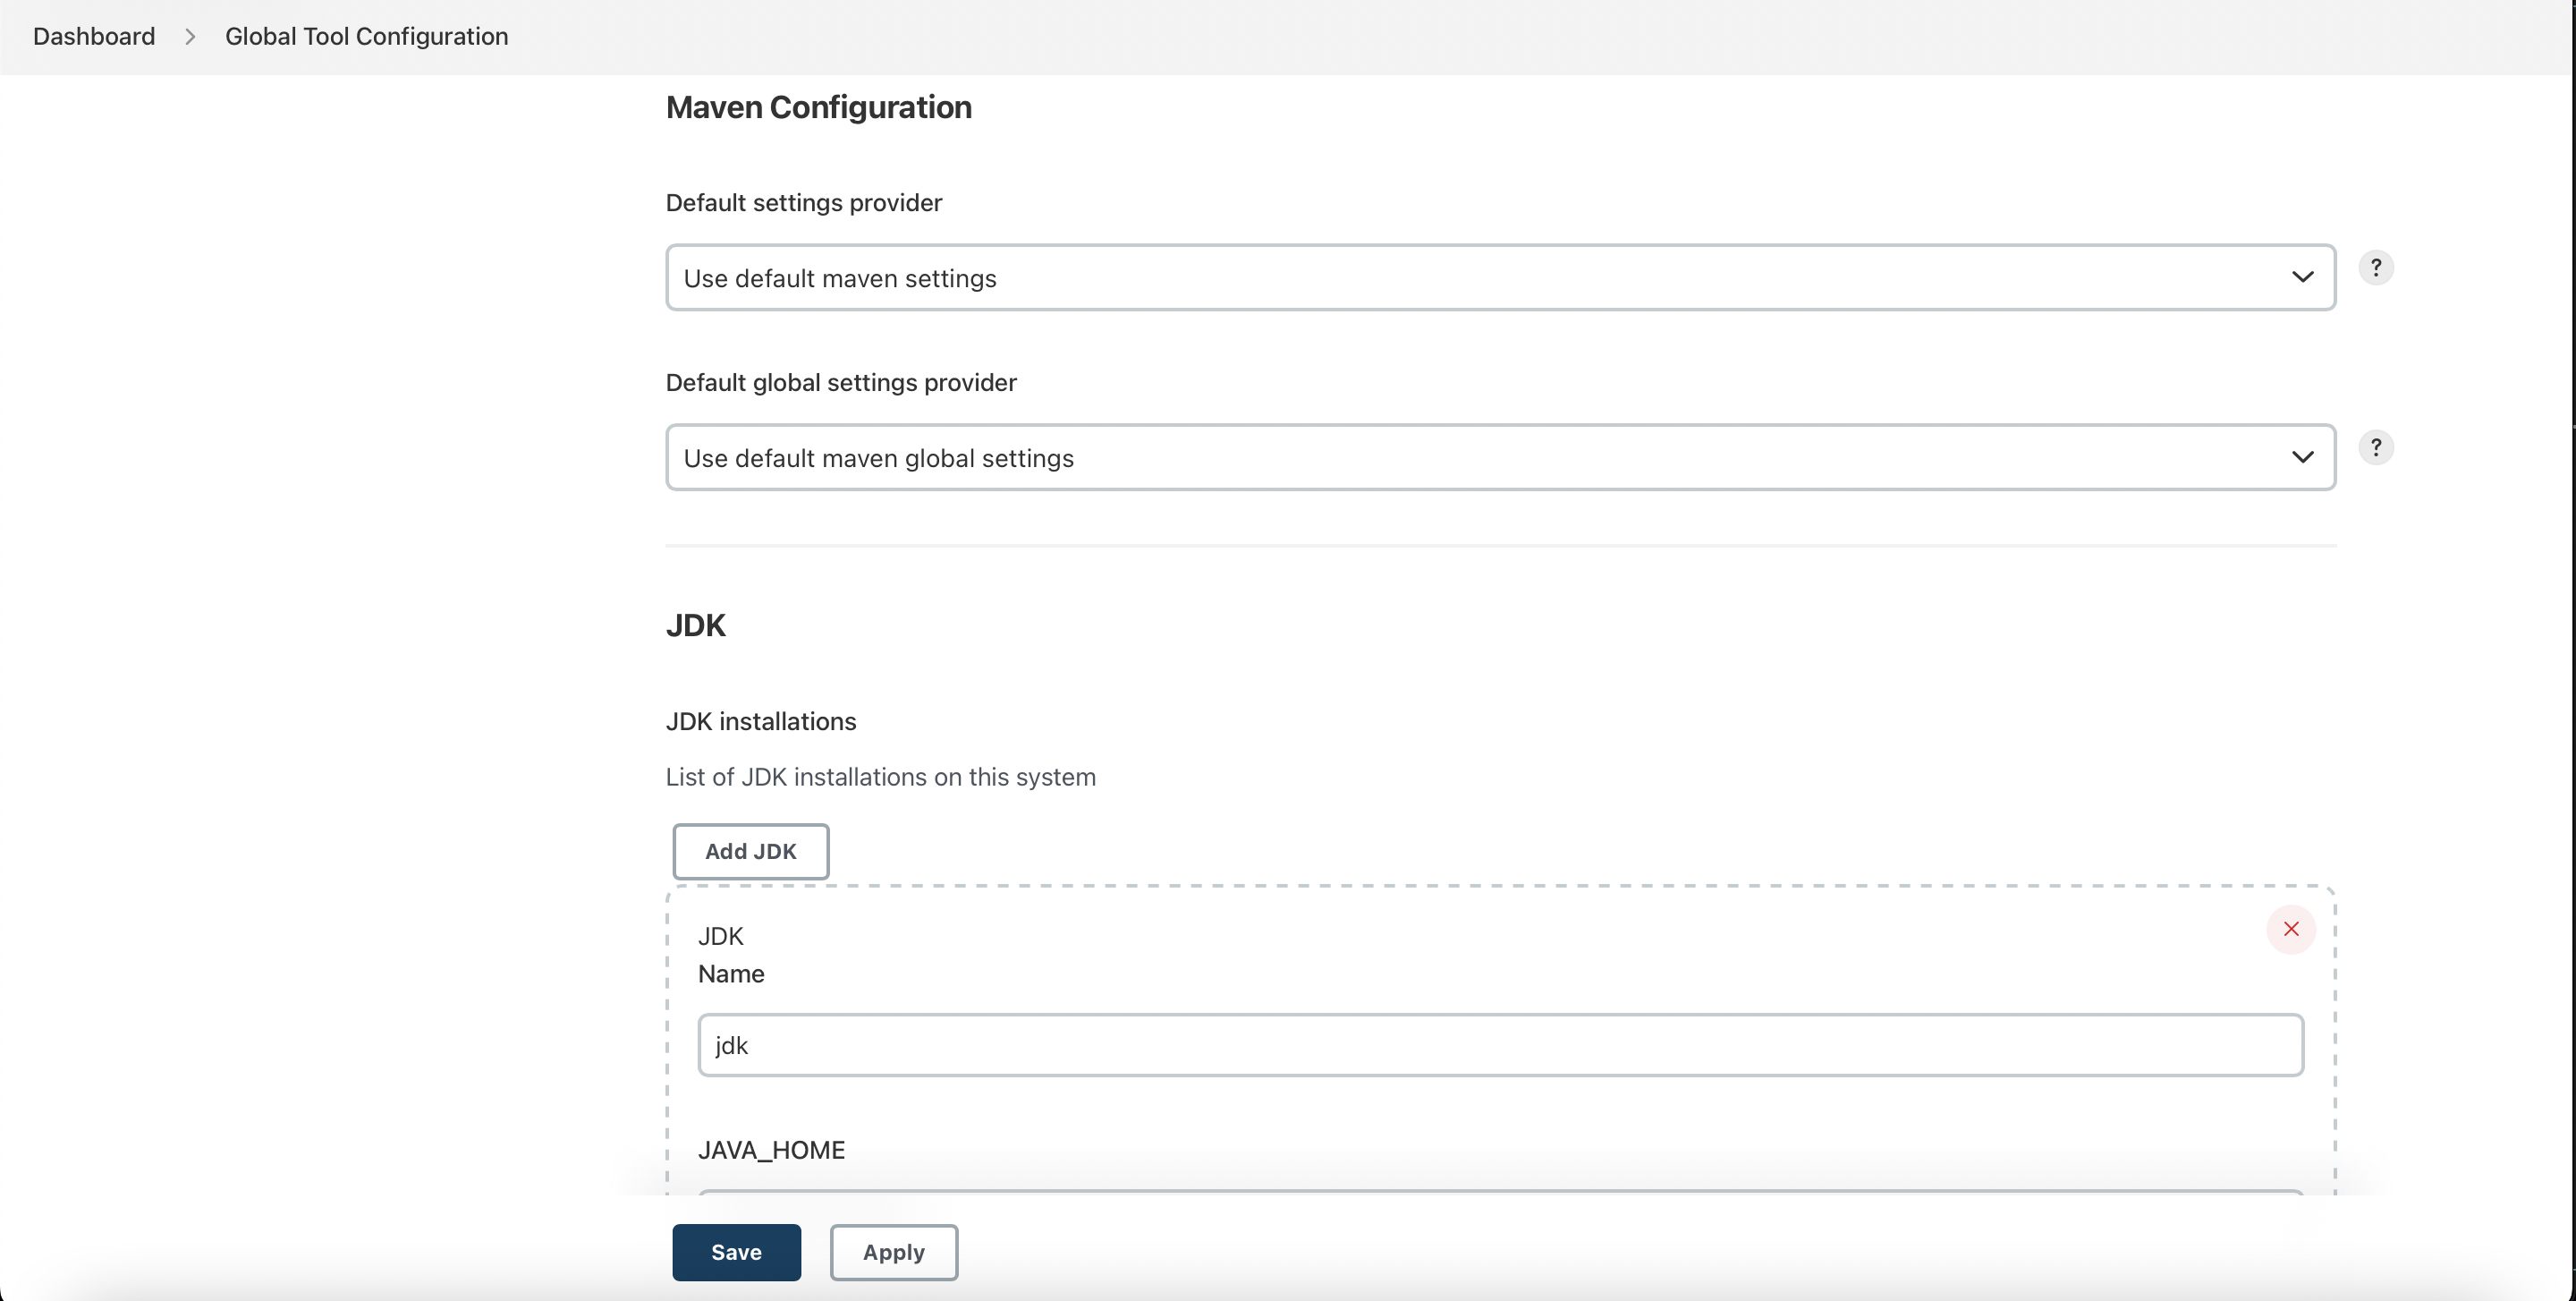 Dashboard > Global Tool Configuration
Maven Configuration
Default settings provider
Use default maven settings
?
Default global settings provider
Use default maven global settings
?
JDK
JDK installations
List of JDK installations on this system
Add JDK
JDK
Name
jdk
JAVA_HOME
Save Apply